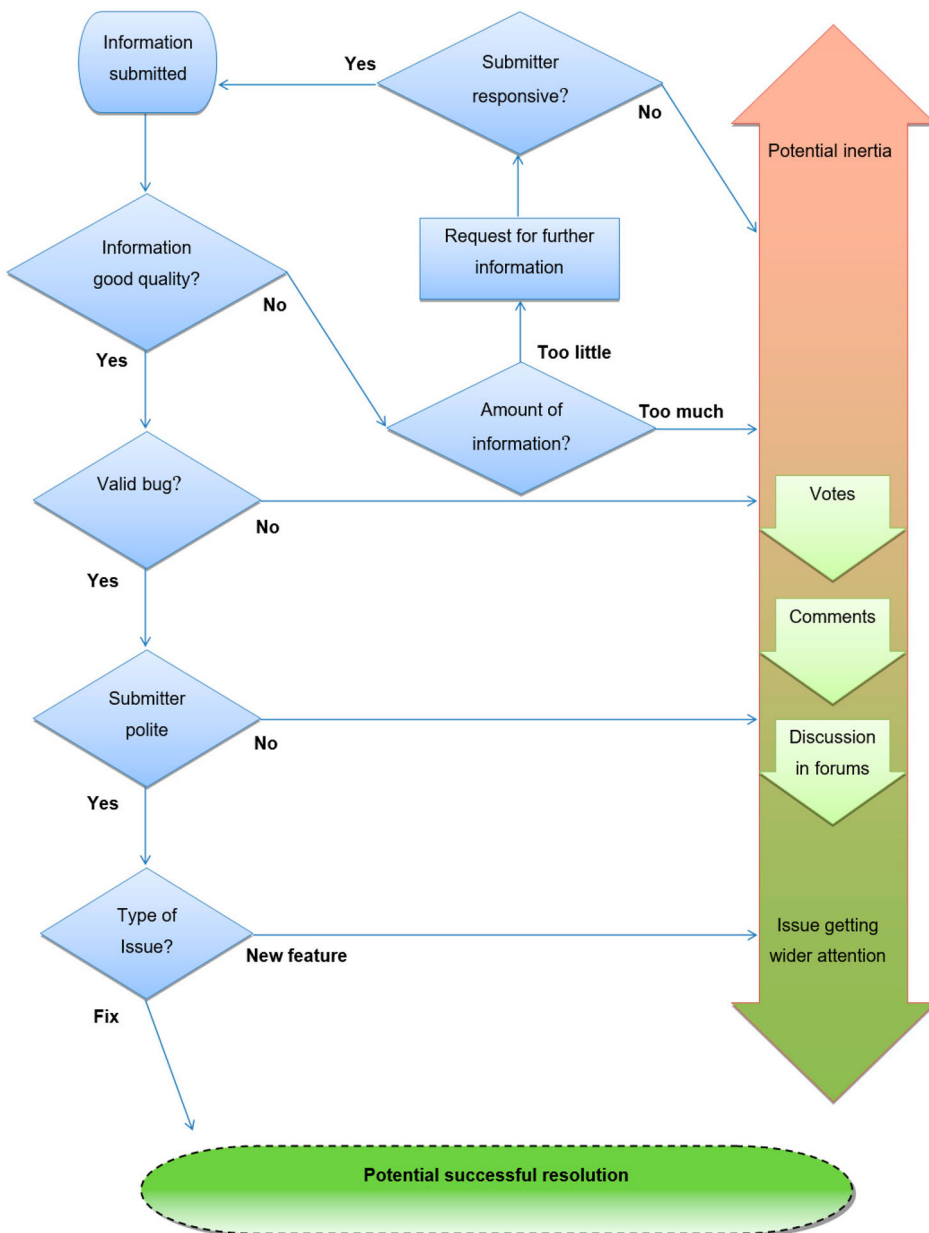 Information
submitted
Yes
Submitter
responsive?
No
Potential inertia
Request for further
information
Information
good quality?
No
Yes
Too little
Amount of
information?
Too much
Valid bug?
No
Yes
Votes
Comments
Submitter
polite
No
Yes
Discussion
in forums
Type of
Issue?
New feature
Fix
Issue getting
wider attention
Potential successful resolution